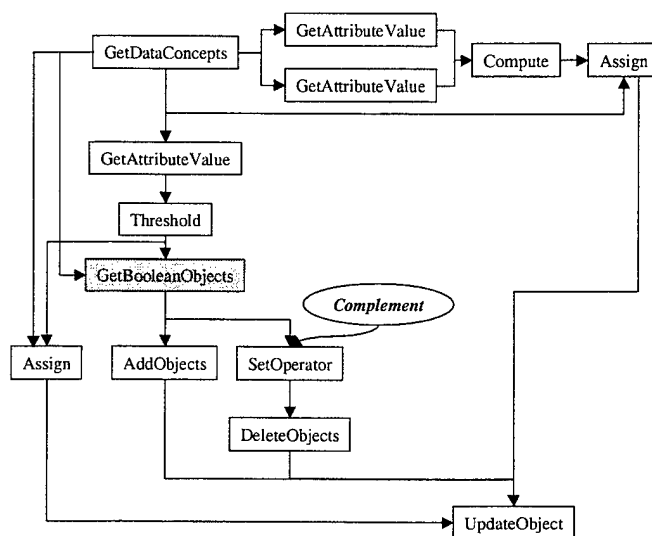 GetAttributeValue
GetDataConcepts
Compute
Assign
GetAttributeValue
GetAttributeValue
Threshold
GetBooleanObjects
Complement
Assign
AddObjects
SetOperator
DeleteObjects
UpdateObject